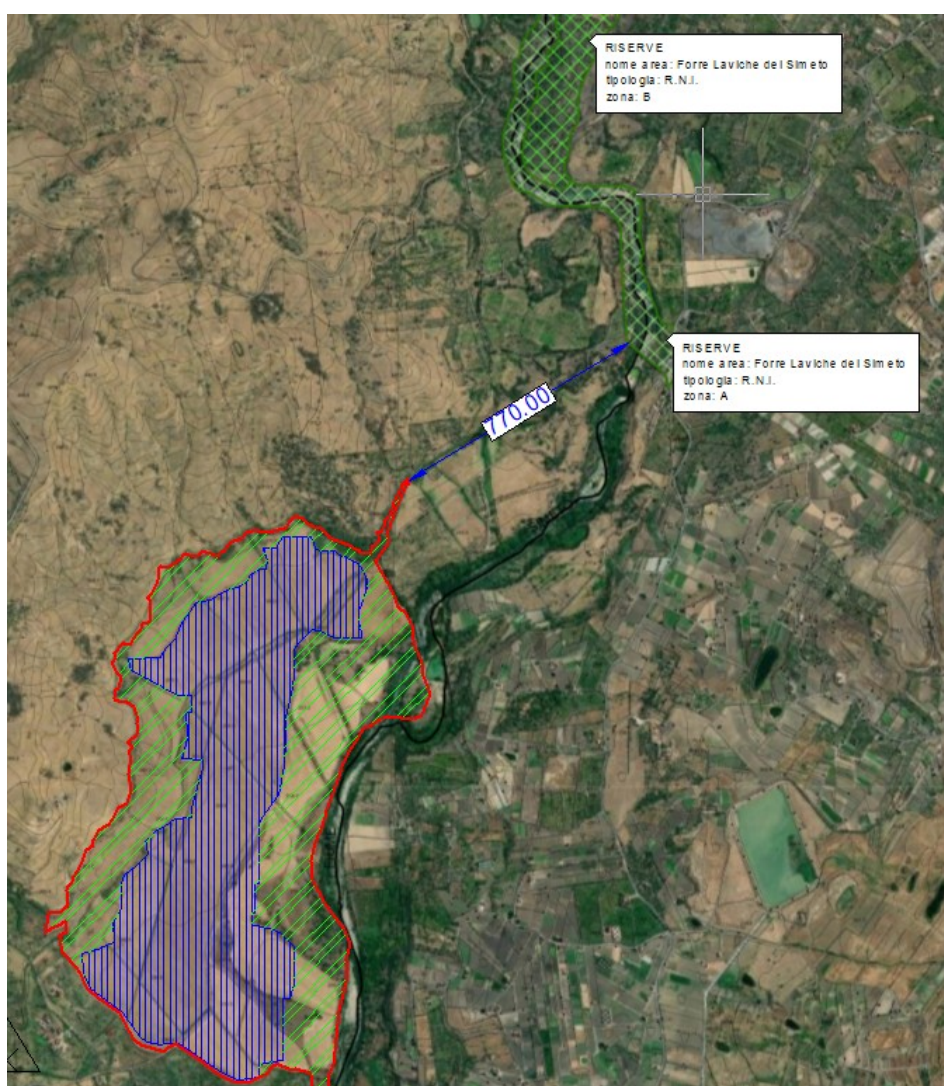 RISERVE
nome area: Forre Laviche del Simeto
tipologia: R.N.I.
zona: B
RISERVE
nome area: Forre Laviche del Simeto
tipologia: R.N.I.
zona: A
770.00